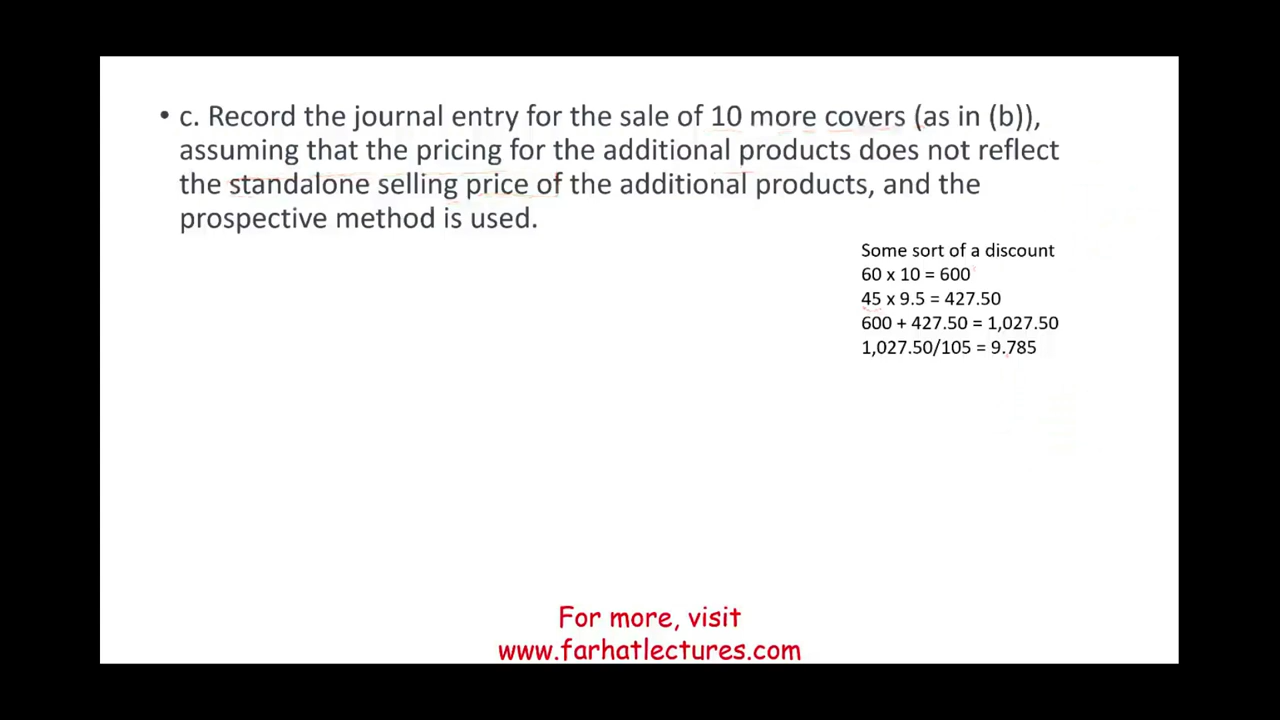 • c. Record the journal entry for the sale of 10 more covers (as in (b)),
assuming that the pricing for the additional products does not reflect
the standalone selling price of the additional products, and the
prospective method is used.
Some sort of a discount
60 x 10 = 600
45 x 9.5 = 427.50
600 + 427.50 = 1,027.50
1,027.50/105 = 9.785
For more, visit
www.farhatlectures.com